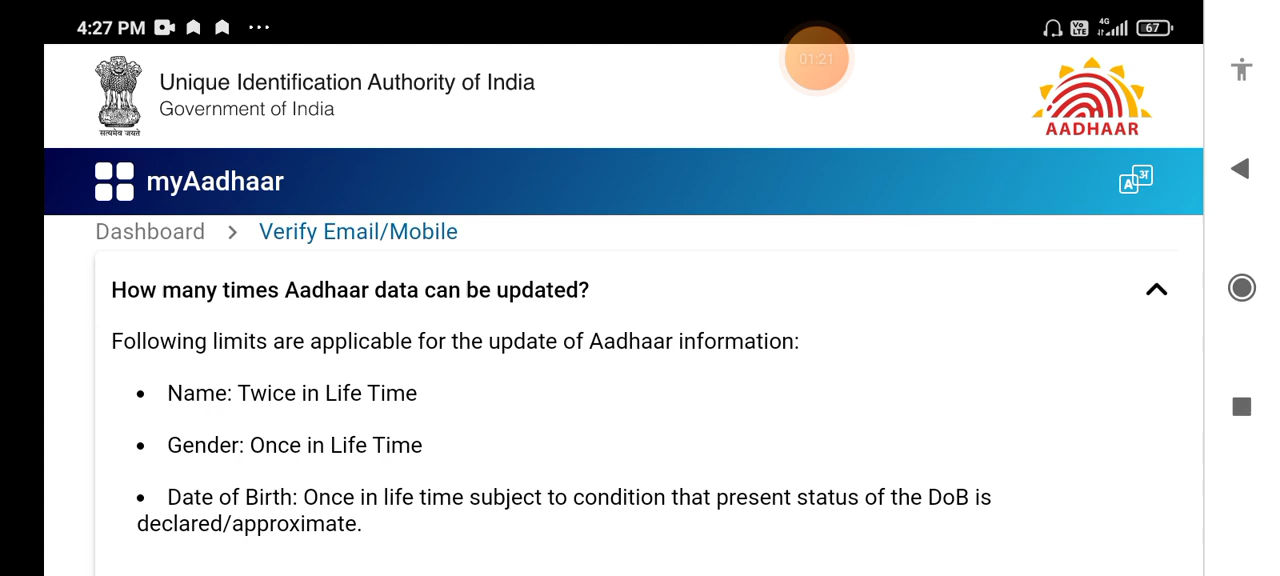 4:27 PM
4G
Vo
LTE
67
01:21
Unique Identification Authority of India
Government of India
सत्यमेव जयते
AADHAAR
myAadhaar
A अ
Dashboard > Verify Email/Mobile
How many times Aadhaar data can be updated?
Following limits are applicable for the update of Aadhaar information:
• Name: Twice in Life Time
• Gender: Once in Life Time
• Date of Birth: Once in life time subject to condition that present status of the DoB is
declared/approximate.